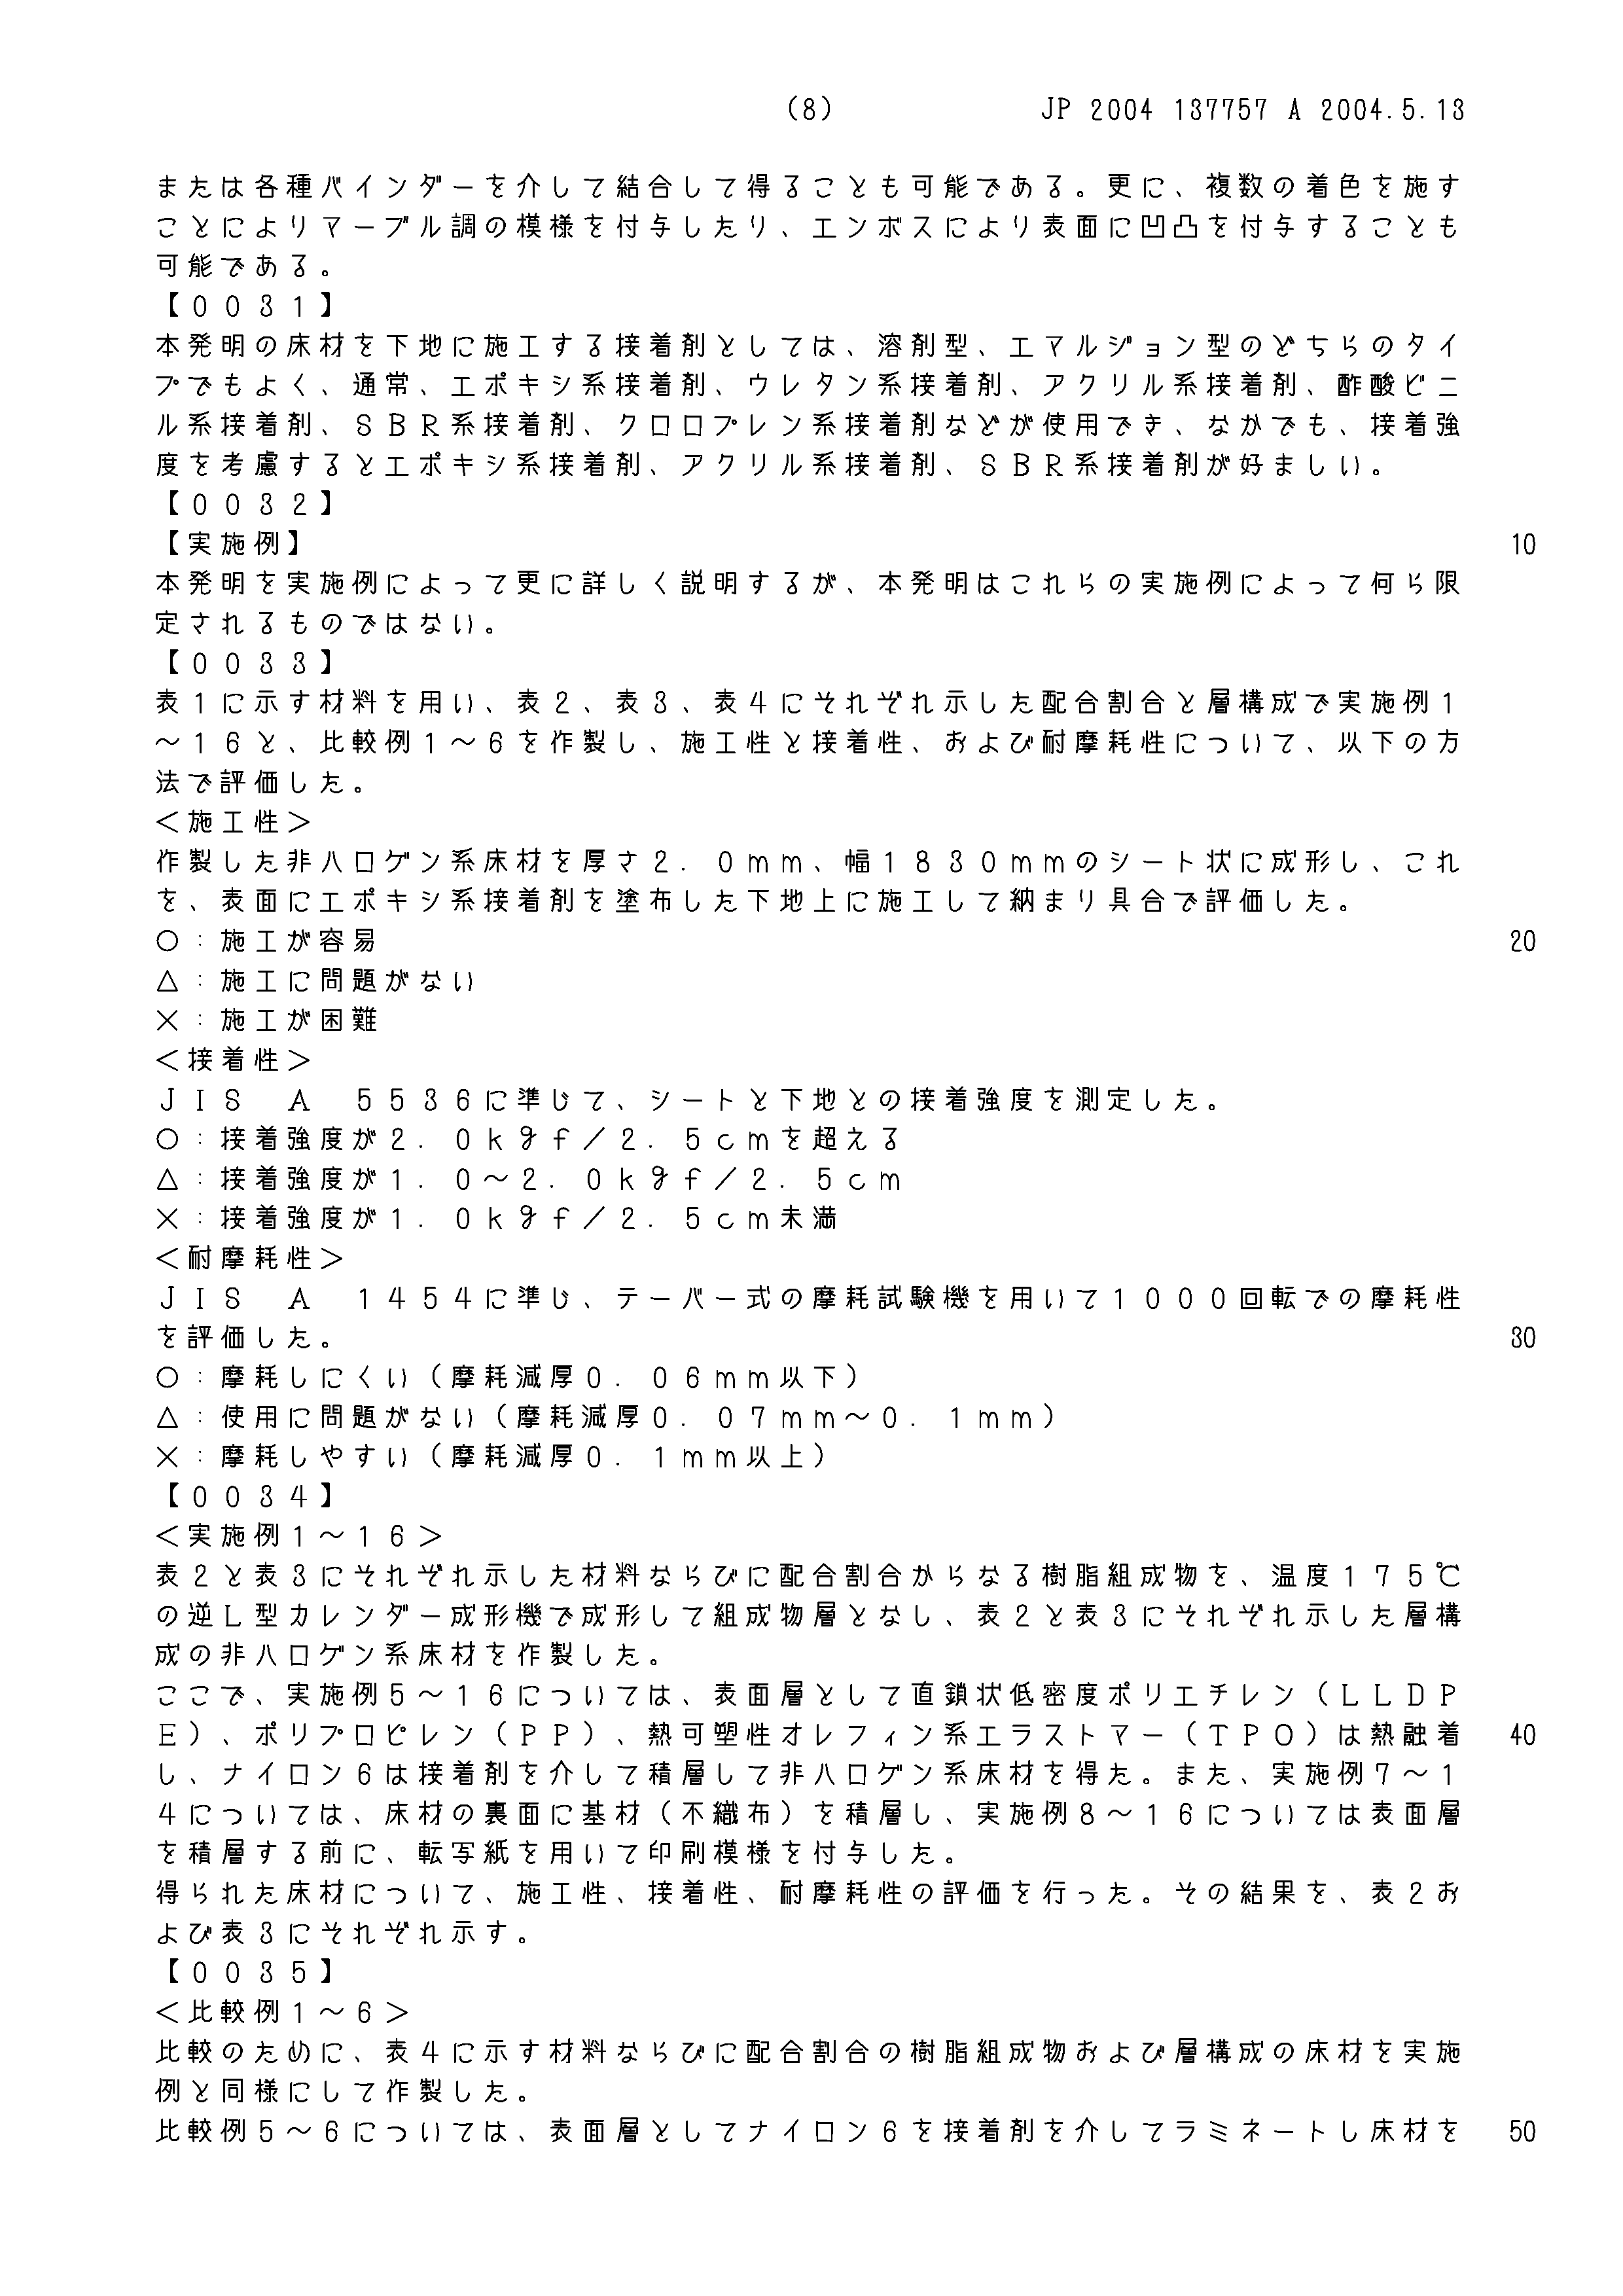 (8)　JP 2004 137757 A 2004.5.13
または各種バインダーを介して結合して得ることも可能である。更に、複数の着色を施す
ことによりマーブル調の模様を付与したり、エンボスにより表面に凹凸を付与することも
可能である。
【００３１】
本発明の床材を下地に施工する接着剤としては、溶剤型、エマルジョン型のどちらのタイ
プでもよく、通常、エポキシ系接着剤、ウレタン系接着剤、アクリル系接着剤、酢酸ビニ
ル系接着剤、ＳＢＲ系接着剤、クロロプレン系接着剤などが使用でき、なかでも、接着強
度を考慮するとエポキシ系接着剤、アクリル系接着剤、ＳＢＲ系接着剤が好ましい。
【００３２】
【実施例】　10
本発明を実施例によって更に詳しく説明するが、本発明はこれらの実施例によって何ら限
定されるものではない。
【００３３】
表１に示す材料を用い、表２、表３、表４にそれぞれ示した配合割合と層構成で実施例１
～１６と、比較例１～６を作製し、施工性と接着性、および耐摩耗性について、以下の方
法で評価した。
＜施工性＞
作製した非ハロゲン系床材を厚さ２．０ｍｍ、幅１８３０ｍｍのシート状に成形し、これ
を、表面にエポキシ系接着剤を塗布した下地上に施工して納まり具合で評価した。
○：施工が容易　20
△：施工に問題がない
×：施工が困難
＜接着性＞
ＪＩＳ　Ａ　５５３６に準じて、シートと下地との接着強度を測定した。
○：接着強度が２．０ｋｇｆ／２．５ｃｍを超える
△：接着強度が１．０～２．０ｋｇｆ／２．５ｃｍ
×：接着強度が１．０ｋｇｆ／２．５ｃｍ未満
＜耐摩耗性＞
ＪＩＳ　Ａ　１４５４に準じ、テーバー式の摩耗試験機を用いて１０００回転での摩耗性
を評価した。　30
○：摩耗しにくい（摩耗減厚０．０６ｍｍ以下）
△：使用に問題がない（摩耗減厚０．０７ｍｍ～０．１ｍｍ）
×：摩耗しやすい（摩耗減厚０．１ｍｍ以上）
【００３４】
＜実施例１～１６＞
表２と表３にそれぞれ示した材料ならびに配合割合からなる樹脂組成物を、温度１７５℃
の逆Ｌ型カレンダー成形機で成形して組成物層となし、表２と表３にそれぞれ示した層構
成の非ハロゲン系床材を作製した。
ここで、実施例５～１６については、表面層として直鎖状低密度ポリエチレン（ＬＬＤＰ
Ｅ）、ポリプロピレン（ＰＰ）、熱可塑性オレフィン系エラストマー（ＴＰＯ）は熱融着　40
し、ナイロン６は接着剤を介して積層して非ハロゲン系床材を得た。また、実施例７～１
４については、床材の裏面に基材（不織布）を積層し、実施例８～１６については表面層
を積層する前に、転写紙を用いて印刷模様を付与した。
得られた床材について、施工性、接着性、耐摩耗性の評価を行った。その結果を、表２お
よび表３にそれぞれ示す。
【００３５】
＜比較例１～６＞
比較のために、表４に示す材料ならびに配合割合の樹脂組成物および層構成の床材を実施
例と同様にして作製した。
比較例５～６については、表面層としてナイロン６を接着剤を介してラミネートし床材を　50